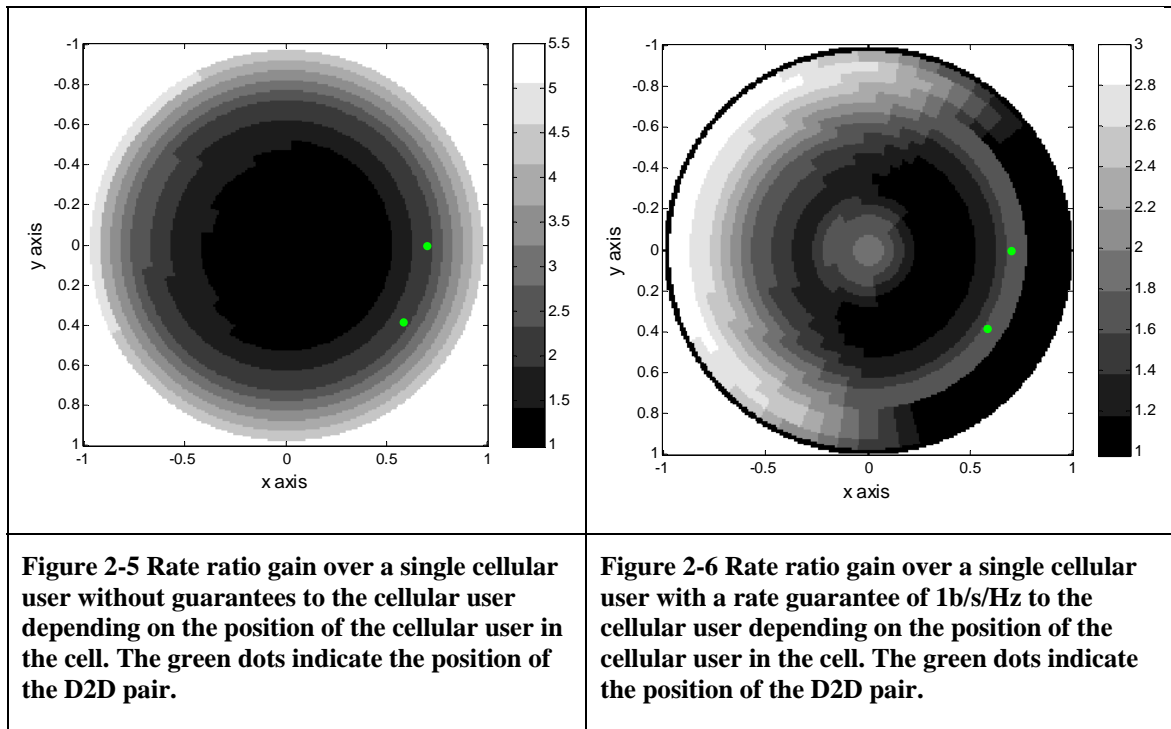 -1
-0.8
-0.6
-0.4
-0.2
0
0.2
0.4
0.6
0.8
1
y axis
-1 -0.5 0 0.5 1
x axis
5.5
5
4.5
4
3.5
3
2.5
2
1.5
1
-1
-0.8
-0.6
-0.4
-0.2
0
0.2
0.4
0.6
0.8
1
y axis
-1 -0.5 0 0.5 1
x axis
3
2.8
2.6
2.4
2.2
2
1.8
1.6
1.4
1.2
1
Figure 2-5 Rate ratio gain over a single cellular
user without guarantees to the cellular user
depending on the position of the cellular user in
the cell. The green dots indicate the position of
the D2D pair.
Figure 2-6 Rate ratio gain over a single cellular
user with a rate guarantee of 1b/s/Hz to the
cellular user depending on the position of the
cellular user in the cell. The green dots indicate
the position of the D2D pair.